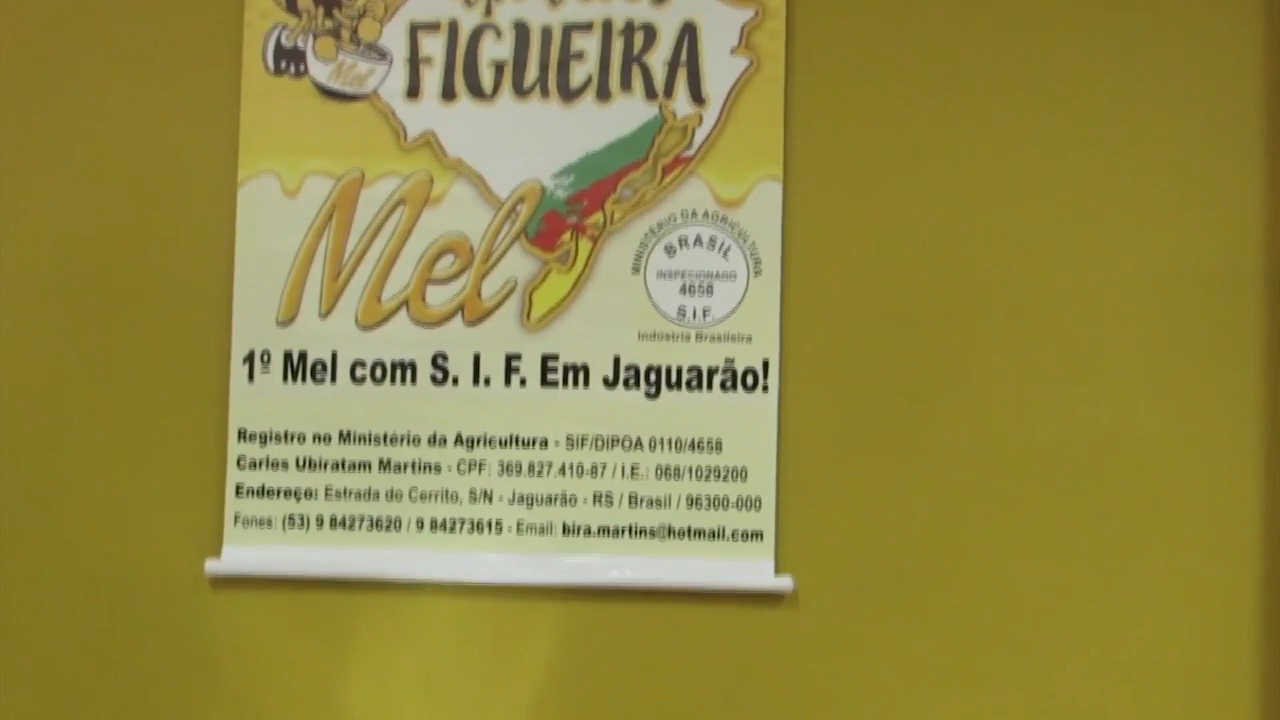 FIGUEIRA
Mel
Mel
MINISTÉRIO DA AGRICULTURA
BRASIL
INSPECIONADO
4658
S.I.F.
Indústria Brasileira
1º Mel com S. I. F. Em Jaguarão!
Registro no Ministério da Agricultura - SIF/DIPOA 0110/4658
Carlos Ubiratam Martins - CPF: 369.827.410-87 / I.E.: 068/1029200
Endereço: Estrada do Cerrito, S/N - Jaguarão - RS / Brasil / 96300-000
Fones: (53) 9 84273620 / 9 84273615 - Email: bira.martins@hotmail.com